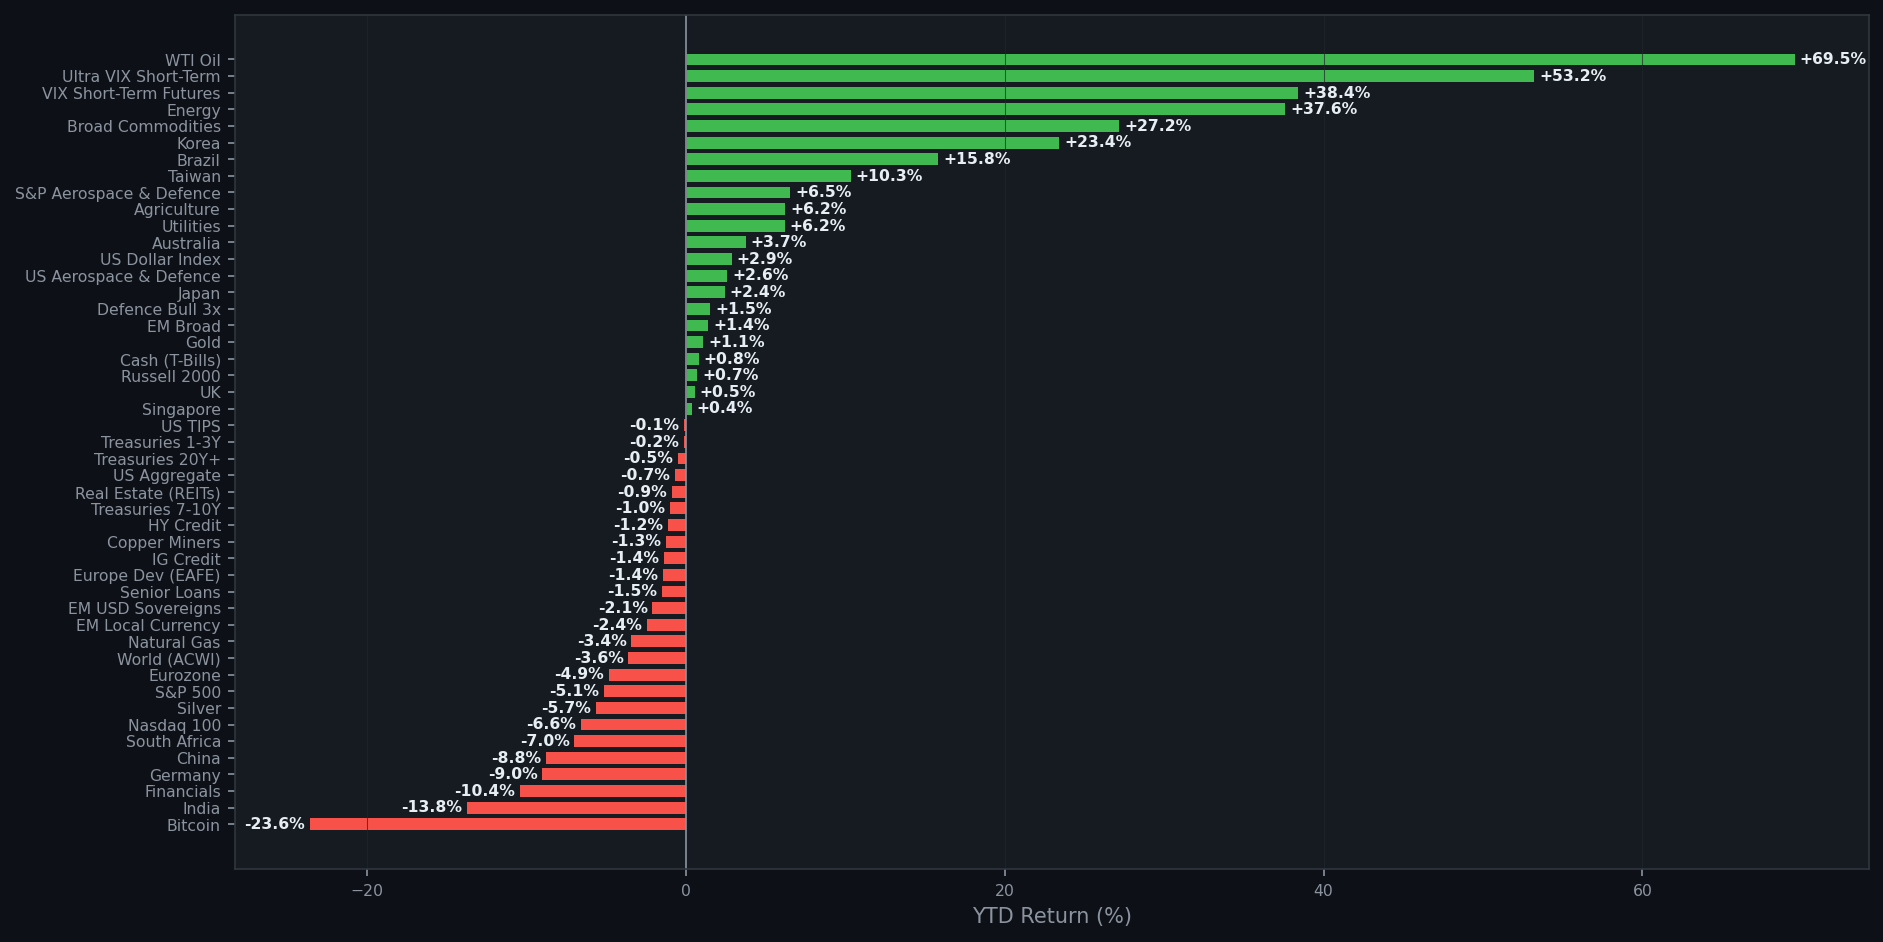 WTI Oil +69.5%
Ultra VIX Short-Term +53.2%
VIX Short-Term Futures +38.4%
Energy +37.6%
Broad Commodities +27.2%
Korea +23.4%
Brazil +15.8%
Taiwan +10.3%
S&P Aerospace & Defence +6.5%
Agriculture +6.2%
Utilities +6.2%
Australia +3.7%
US Dollar Index +2.9%
US Aerospace & Defence +2.6%
Japan +2.4%
Defence Bull 3x +1.5%
EM Broad +1.4%
Gold +1.1%
Cash (T-Bills) +0.8%
Russell 2000 +0.7%
UK +0.5%
Singapore +0.4%
US TIPS -0.1%
Treasuries 1-3Y -0.2%
Treasuries 20Y+ -0.5%
US Aggregate -0.7%
Real Estate (REITs) -0.9%
Treasuries 7-10Y -1.0%
HY Credit -1.2%
Copper Miners -1.3%
IG Credit -1.4%
Europe Dev (EAFE) -1.4%
Senior Loans -1.5%
EM USD Sovereigns -2.1%
EM Local Currency -2.4%
Natural Gas -3.4%
World (ACWI) -3.6%
Eurozone -4.9%
S&P 500 -5.1%
Silver -5.7%
Nasdaq 100 -6.6%
South Africa -7.0%
China -8.8%
Germany -9.0%
Financials -10.4%
India -13.8%
Bitcoin -23.6%
−20 0 20 40 60
YTD Return (%)